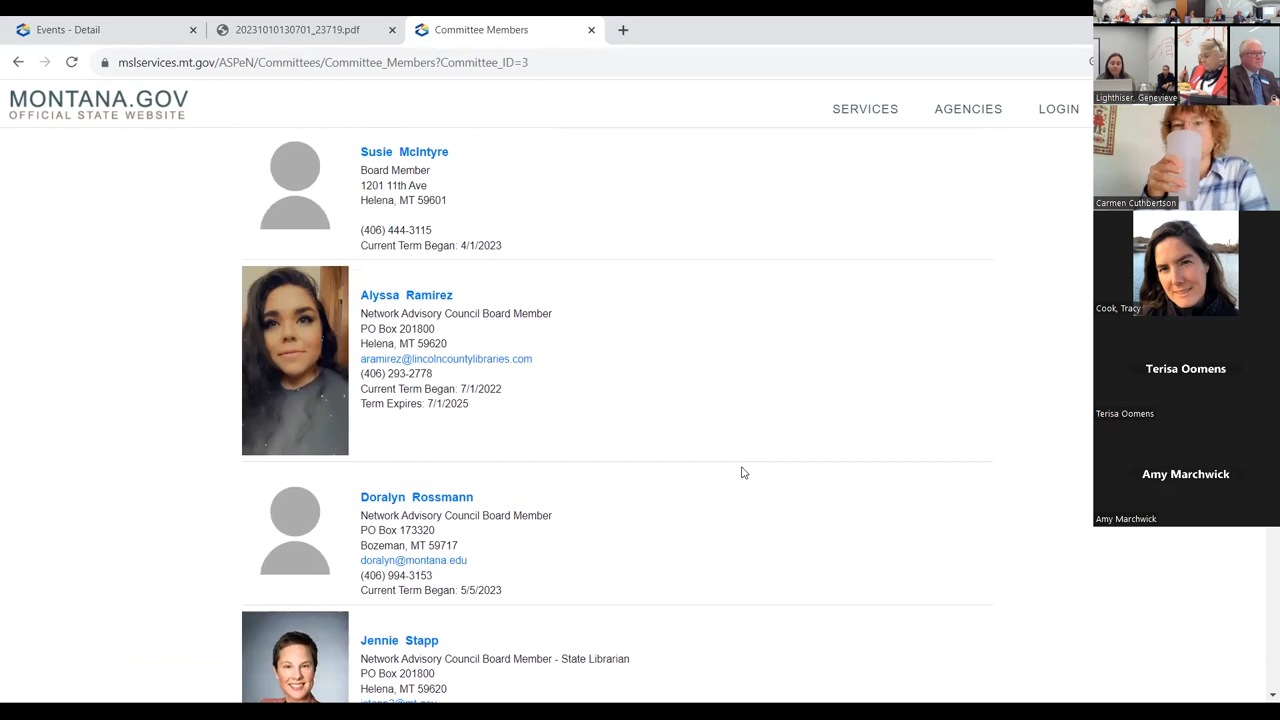 Events - Detail
20231010130701_23719.pdf
Committee Members
mslservices.mt.gov/ASPeN/Committees/Committee_Members?Committee_ID=3
MONTANA.GOV
OFFICIAL STATE WEBSITE
SERVICES AGENCIES LOGIN
Susie McIntyre
Board Member
1201 11th Ave
Helena, MT 59601
(406) 444-3115
Current Term Began: 4/1/2023
Alyssa Ramirez
Network Advisory Council Board Member
PO Box 201800
Helena, MT 59620
aramirez@lincolncountylibraries.com
(406) 293-2778
Current Term Began: 7/1/2022
Term Expires: 7/1/2025
Doralyn Rossmann
Network Advisory Council Board Member
PO Box 173320
Bozeman, MT 59717
doralyn@montana.edu
(406) 994-3153
Current Term Began: 5/5/2023
Jennie Stapp
Network Advisory Council Board Member - State Librarian
PO Box 201800
Helena, MT 59620
Lighthiser, Genevieve
Carmen Cuthbertson
Cook, Tracy
Terisa Oomens
Terisa Oomens
Amy Marchwick
Amy Marchwick